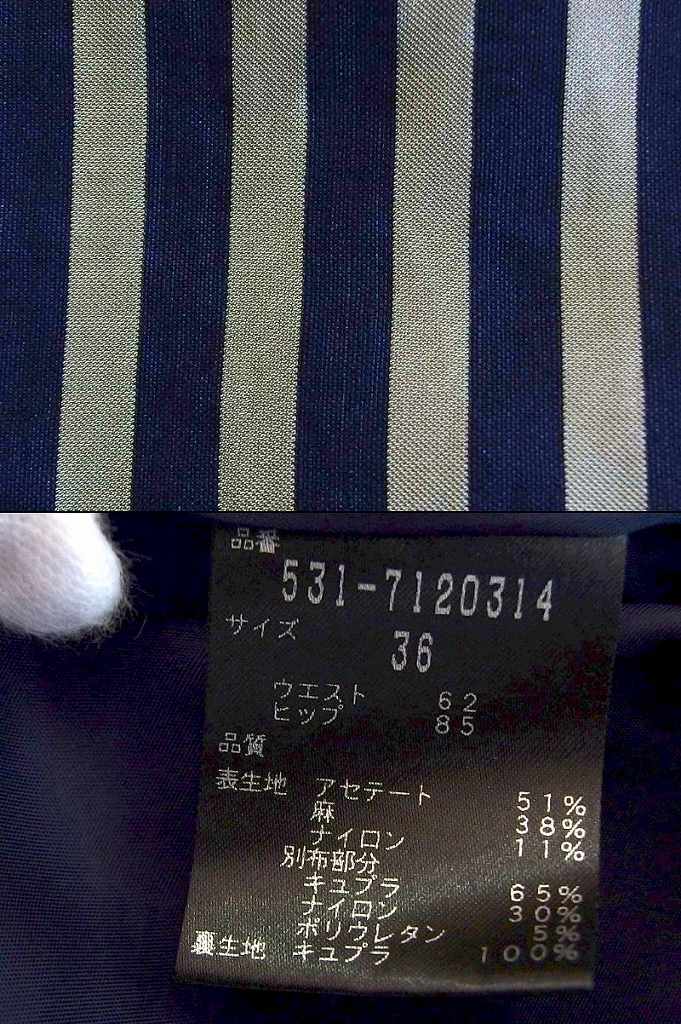 品番
531-7120314
サイズ 36
ウエスト 62
ヒップ 85
品質
表生地 アセテート 51%
麻 38%
ナイロン 11%
別布部分
キュプラ 65%
ナイロン 30%
ポリウレタン 5%
裏生地 キュプラ 100%